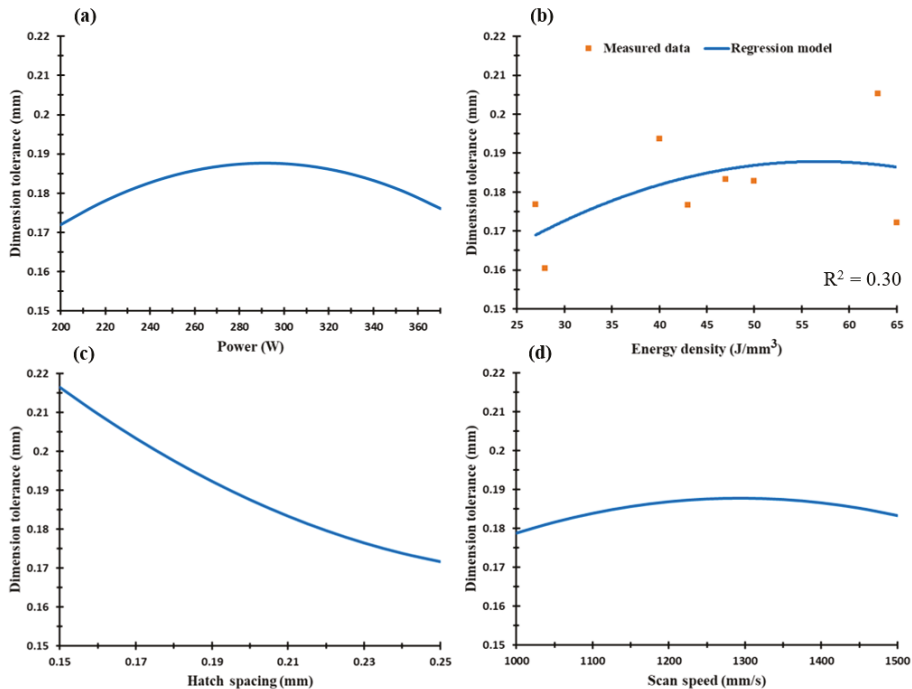 (a)
0.22
0.21
0.2
0.19
0.18
0.17
0.16
0.15
Dimension tolerance (mm)
200 220 240 260 280 300 320 340 360
Power (W)
(b)
Measured data Regression model
0.22
0.21
0.2
0.19
0.18
0.17
0.16
0.15
Dimension tolerance (mm)
R² = 0.30
25 30 35 40 45 50 55 60 65
Energy density (J/mm³)
(c)
0.22
0.21
0.2
0.19
0.18
0.17
0.16
0.15
Dimension tolerance (mm)
0.15 0.17 0.19 0.21 0.23 0.25
Hatch spacing (mm)
(d)
0.22
0.21
0.2
0.19
0.18
0.17
0.16
0.15
Dimension tolerance (mm)
1000 1100 1200 1300 1400 1500
Scan speed (mm/s)